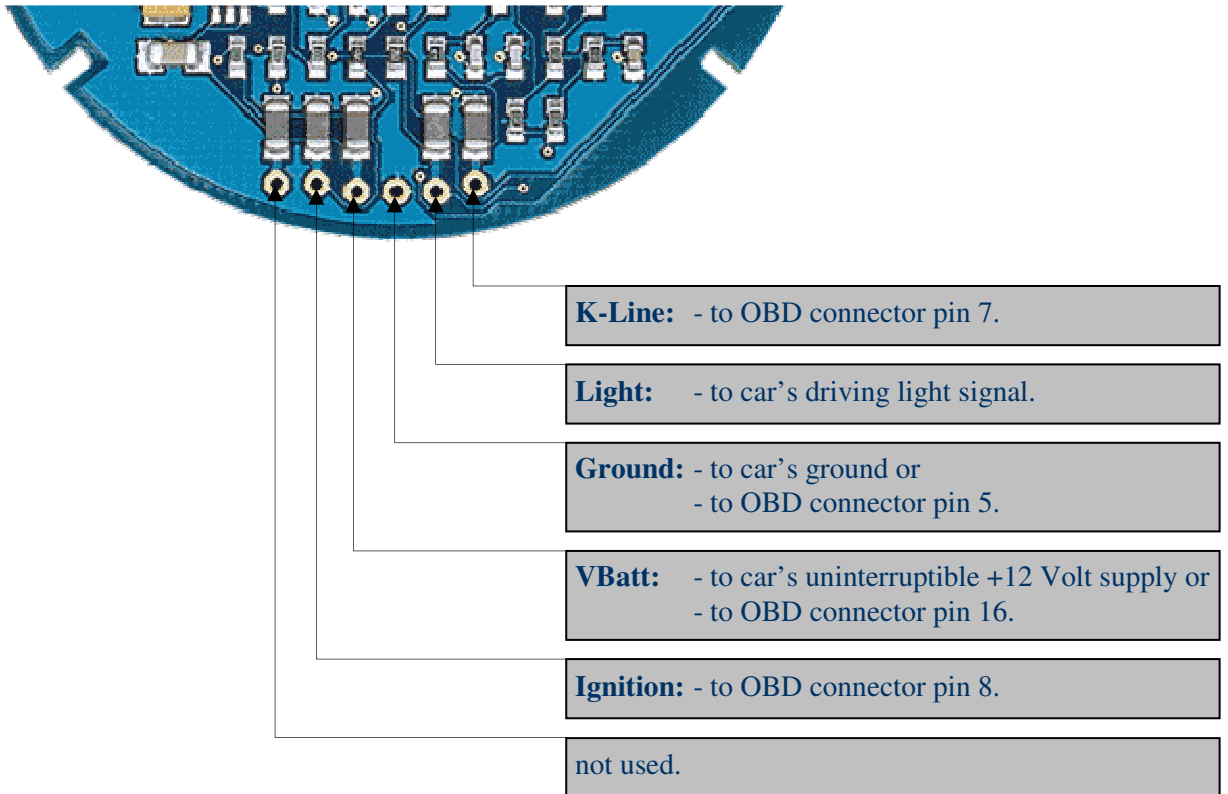 K-Line: - to OBD connector pin 7.
Light: - to car’s driving light signal.
Ground: - to car’s ground or
- to OBD connector pin 5.
VBatt: - to car’s uninterruptible +12 Volt supply or
- to OBD connector pin 16.
Ignition: - to OBD connector pin 8.
not used.